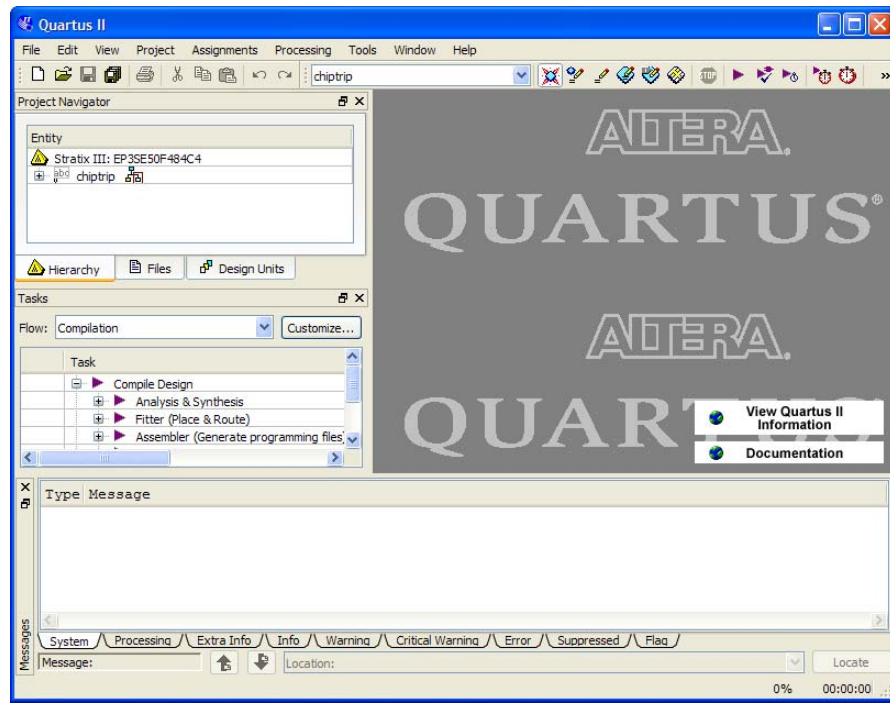 Quartus II
File Edit View Project Assignments Processing Tools Window Help
chiptrip
STOP
»
Project Navigator
Entity
Stratix III: EP3SE50F484C4
abd chiptrip
Hierarchy Files Design Units
Tasks
Flow: Compilation Customize...
Task
Compile Design
Analysis & Synthesis
Fitter (Place & Route)
Assembler (Generate programming files)
ALTERA.
QUARTUS®
ALTERA.
QUARTUS
View Quartus II
Information
Documentation
Type Message
Messages
System Processing Extra Info Info Warning Critical Warning Error Suppressed Flag
Message: Location: Locate
0% 00:00:00